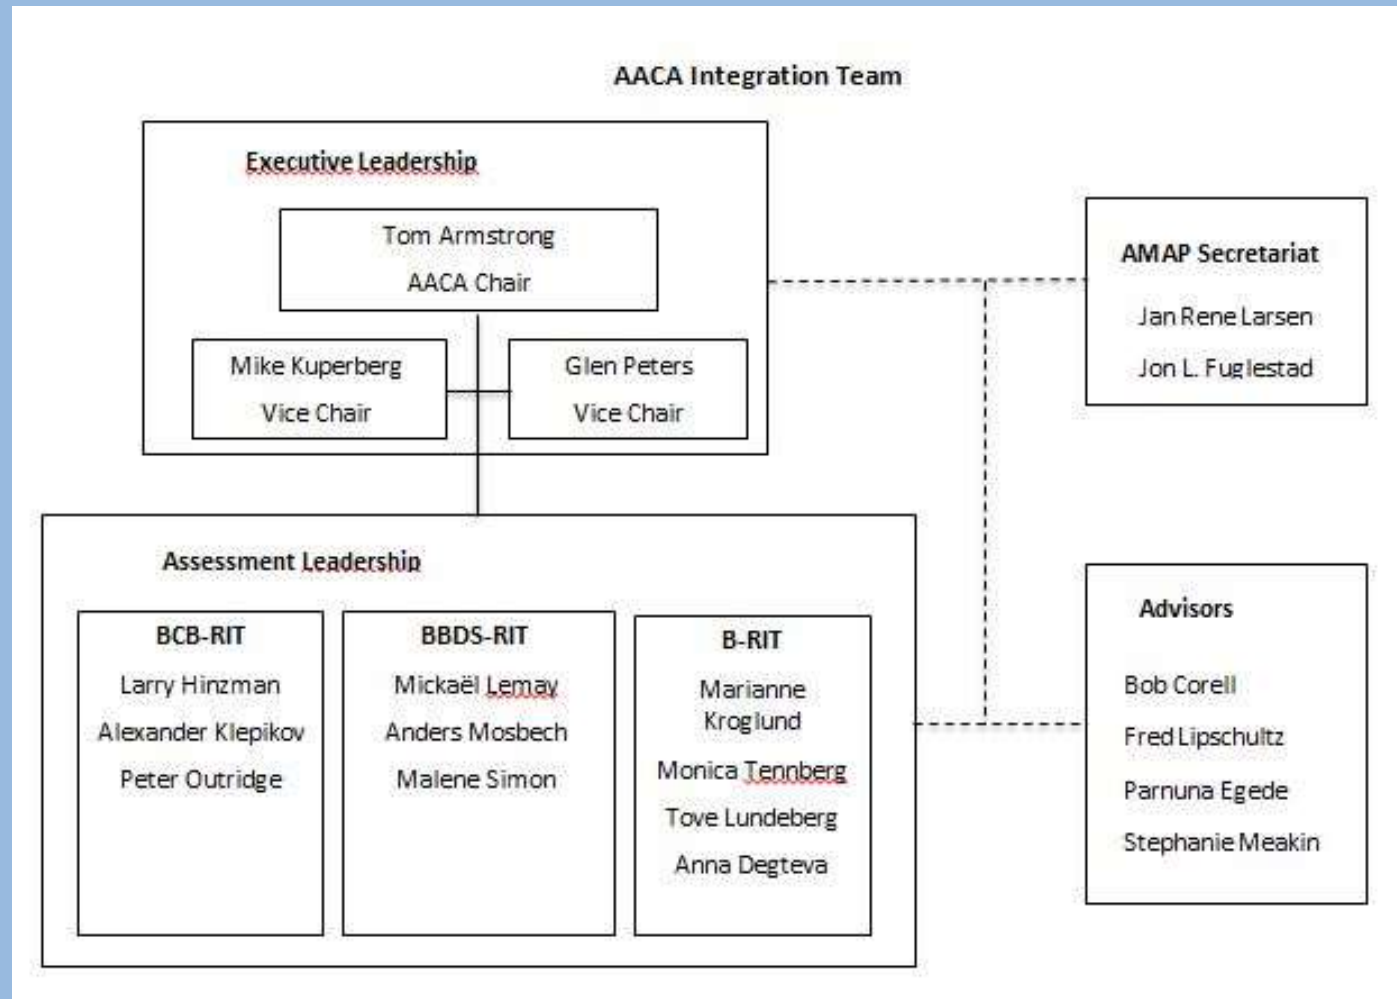 AACA Integration Team
Executive Leadership
Tom Armstrong
AACA Chair
Mike Kuperberg
Vice Chair
Glen Peters
Vice Chair
AMAP Secretariat
Jan Rene Larsen
Jon L. Fuglestad
Assessment Leadership
BCB-RIT
Larry Hinzman
Alexander Klepikov
Peter Outridge
BBDS-RIT
Mickaël Lemay
Anders Mosbech
Malene Simon
B-RIT
Marianne
Kroglund
Monica Tennberg
Tove Lundeberg
Anna Degteva
Advisors
Bob Corell
Fred Lipschultz
Parnuna Egede
Stephanie Meakin